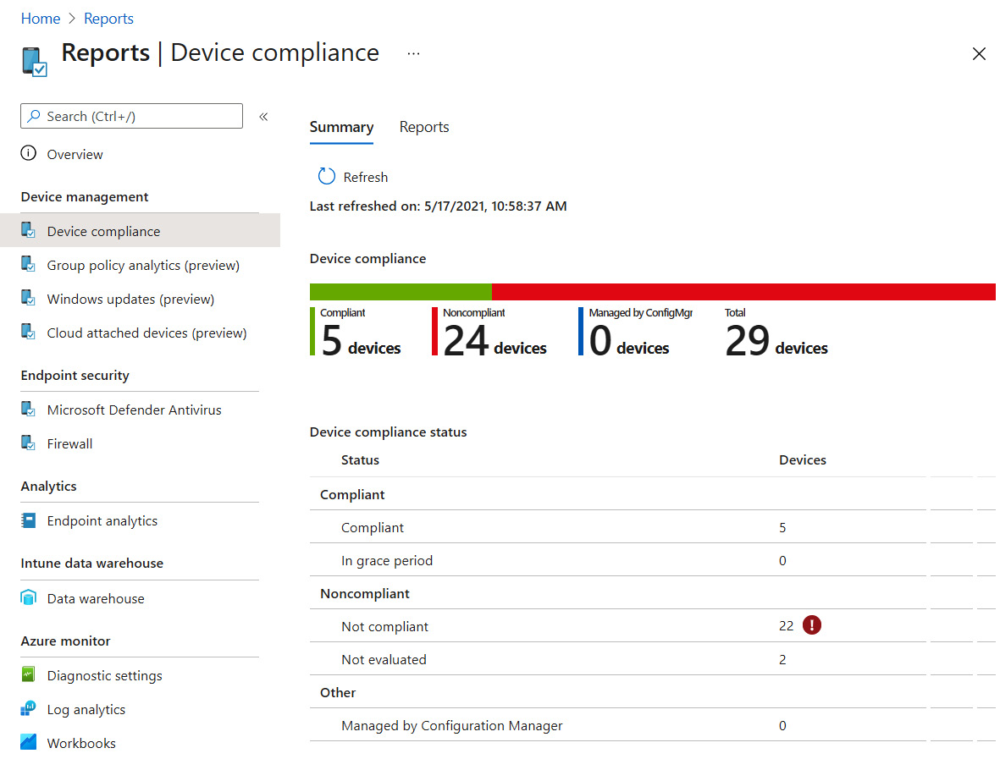 Home > Reports
Reports | Device compliance ...
Search (Ctrl+/) «
Overview
Device management
Device compliance
Group policy analytics (preview)
Windows updates (preview)
Cloud attached devices (preview)
Endpoint security
Microsoft Defender Antivirus
Firewall
Analytics
Endpoint analytics
Intune data warehouse
Data warehouse
Azure monitor
Diagnostic settings
Log analytics
Workbooks
Summary Reports
Refresh
Last refreshed on: 5/17/2021, 10:58:37 AM
Device compliance
Compliant
5 devices
Noncompliant
24 devices
Managed by ConfigMgr
0 devices
Total
29 devices
Device compliance status
Status Devices
Compliant
Compliant 5
In grace period 0
Noncompliant
Not compliant 22 !
Not evaluated 2
Other
Managed by Configuration Manager 0